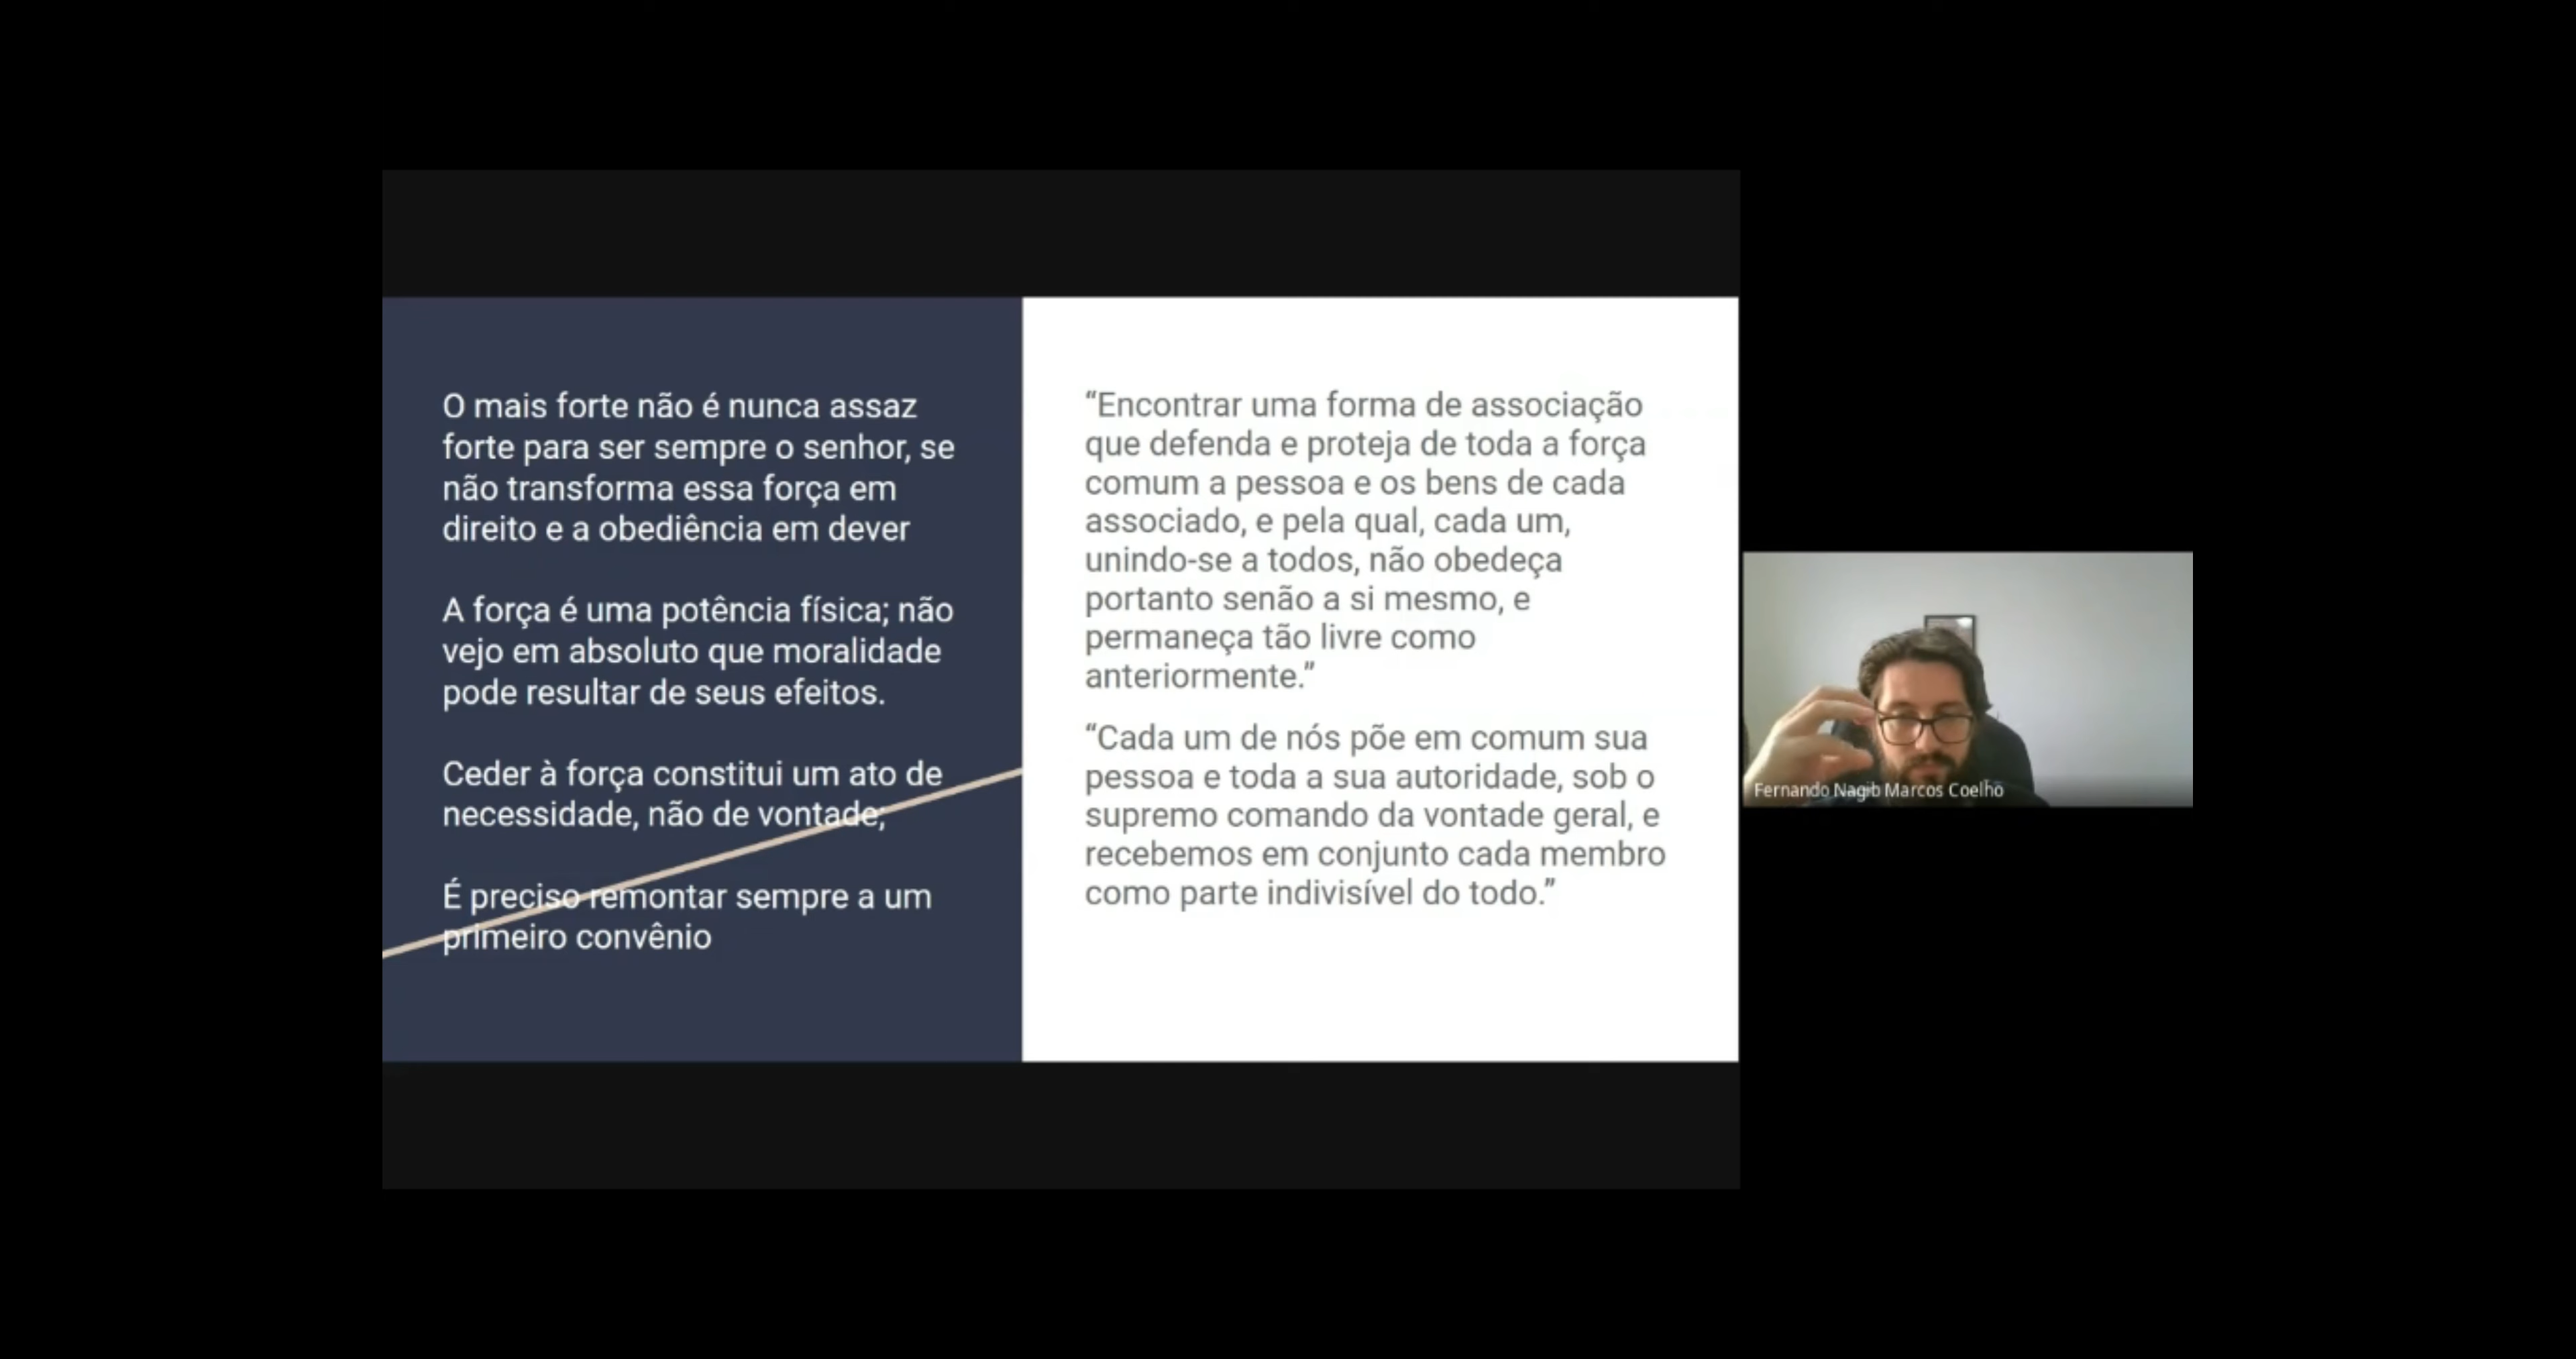 O mais forte não é nunca assaz
forte para ser sempre o senhor, se
não transforma essa força em
direito e a obediência em dever
A força é uma potência física; não
vejo em absoluto que moralidade
pode resultar de seus efeitos.
Ceder à força constitui um ato de
necessidade, não de vontade;
É preciso remontar sempre a um
primeiro convênio
“Encontrar uma forma de associação
que defenda e proteja de toda a força
comum a pessoa e os bens de cada
associado, e pela qual, cada um,
unindo-se a todos, não obedeça
portanto senão a si mesmo, e
permaneça tão livre como
anteriormente.”
“Cada um de nós põe em comum sua
pessoa e toda a sua autoridade, sob o
supremo comando da vontade geral, e
recebemos em conjunto cada membro
como parte indivisível do todo.”
Fernando Nagib Marcos Coelho